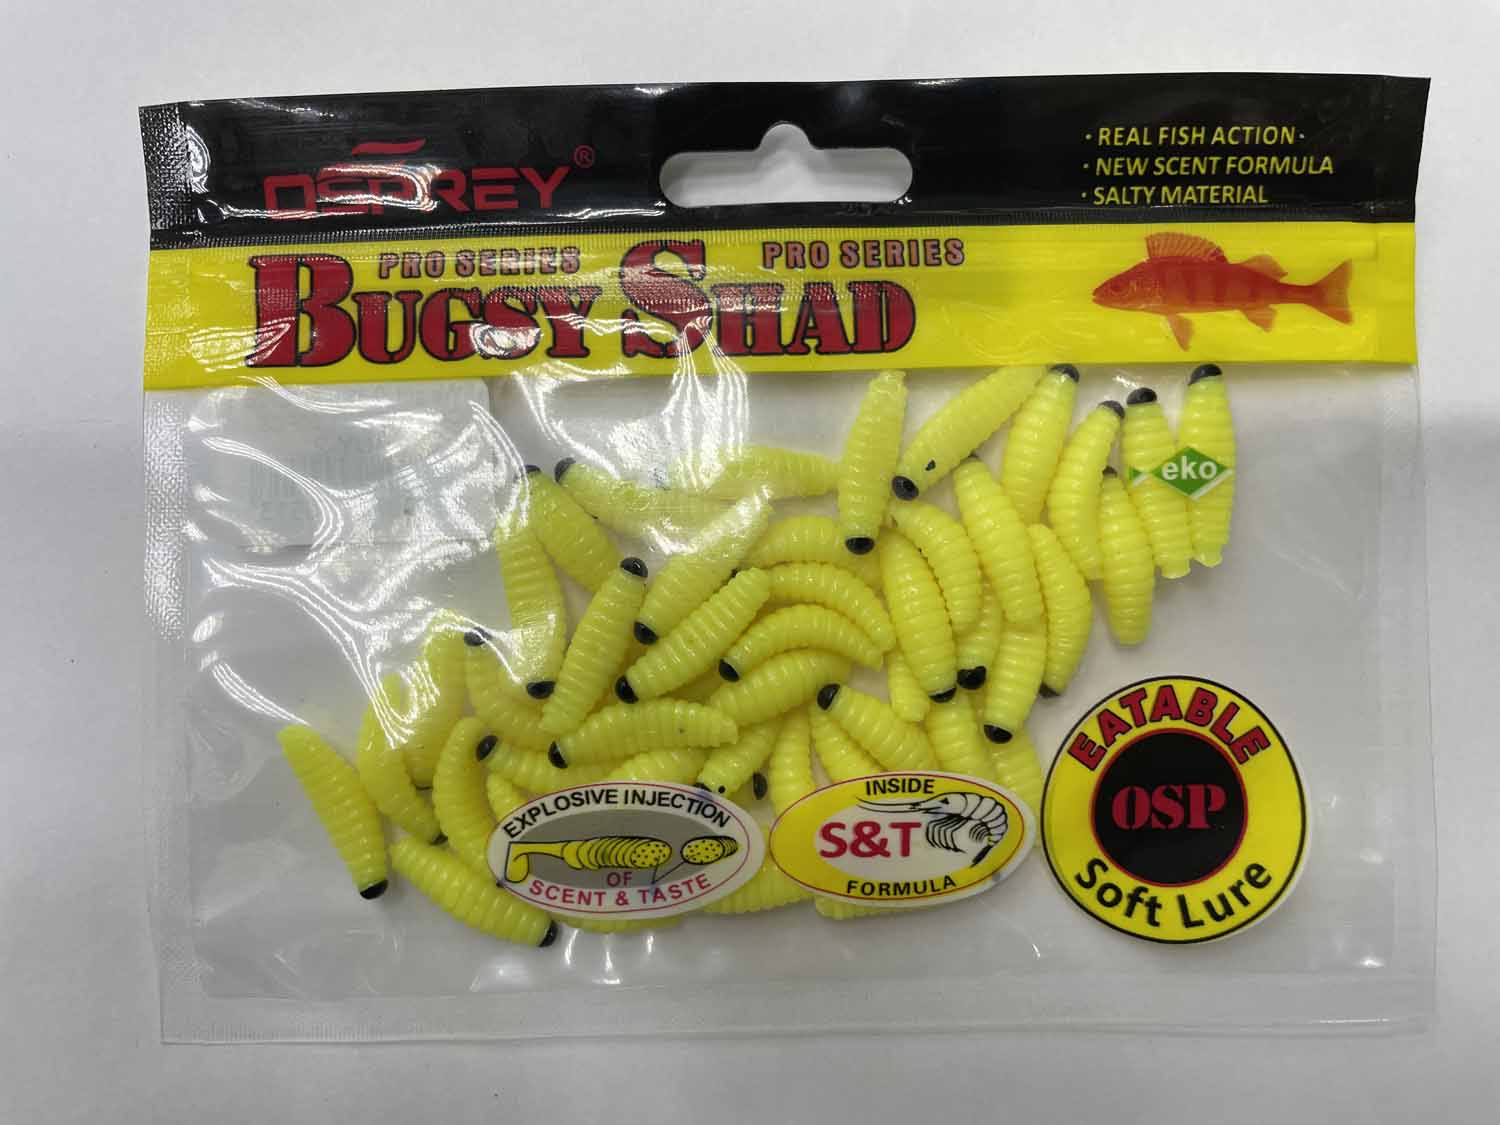 OSPREY®
· REAL FISH ACTION ·
· NEW SCENT FORMULA
· SALTY MATERIAL
PRO SERIES PRO SERIES
BUGSY SHAD
eko
EXPLOSIVE INJECTION
OF
SCENT & TASTE
INSIDE
S&T
FORMULA
EATABLE
OSP
Soft Lure